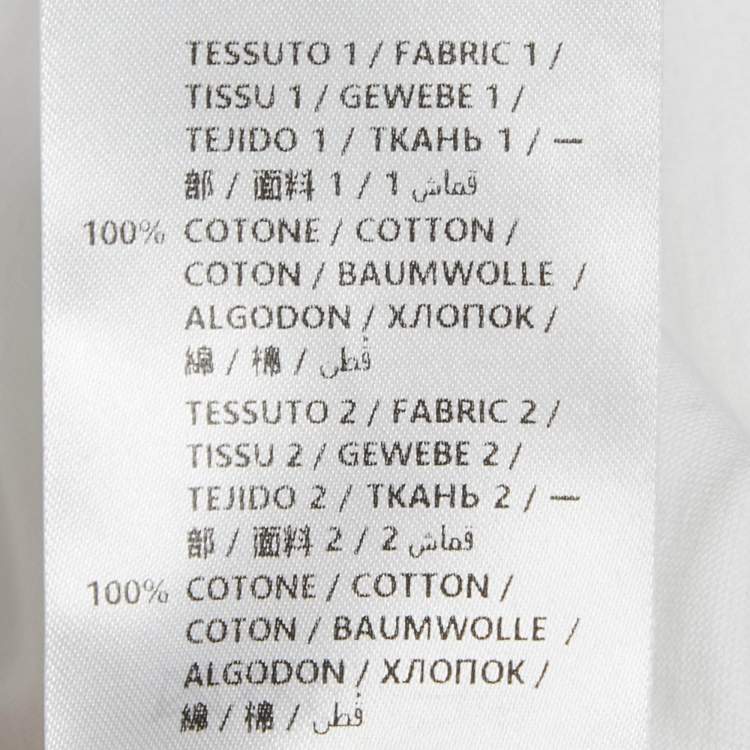 TESSUTO 1 / FABRIC 1 /
TISSU 1 / GEWEBE 1 /
TEJIDO 1 / ТКАНЬ 1 / 一
部 / 面料 1 / 1 قماش
100% COTONE / COTTON /
COTON / BAUMWOLLE /
ALGODON / ХЛОПОК /
綿 / 棉 / قطن
TESSUTO 2 / FABRIC 2 /
TISSU 2 / GEWEBE 2 /
TEJIDO 2 / ТКАНЬ 2 / 一
部 / 面料 2 / 2 قماش
100% COTONE / COTTON /
COTON / BAUMWOLLE /
ALGODON / ХЛОПОК /
綿 / 棉 / قطن